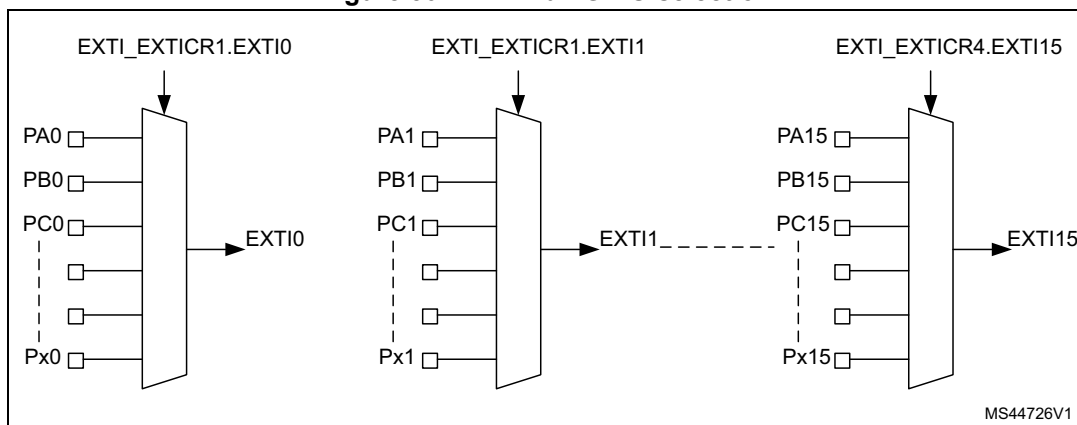 EXTI_EXTICR1.EXTI0 EXTI_EXTICR1.EXTI1 EXTI_EXTICR4.EXTI15
PA0 PA1 PA15
PB0 PB1 PB15
PC0 PC1 PC15
EXTI0 EXTI1 EXTI15
Px0 Px1 Px15
MS44726V1